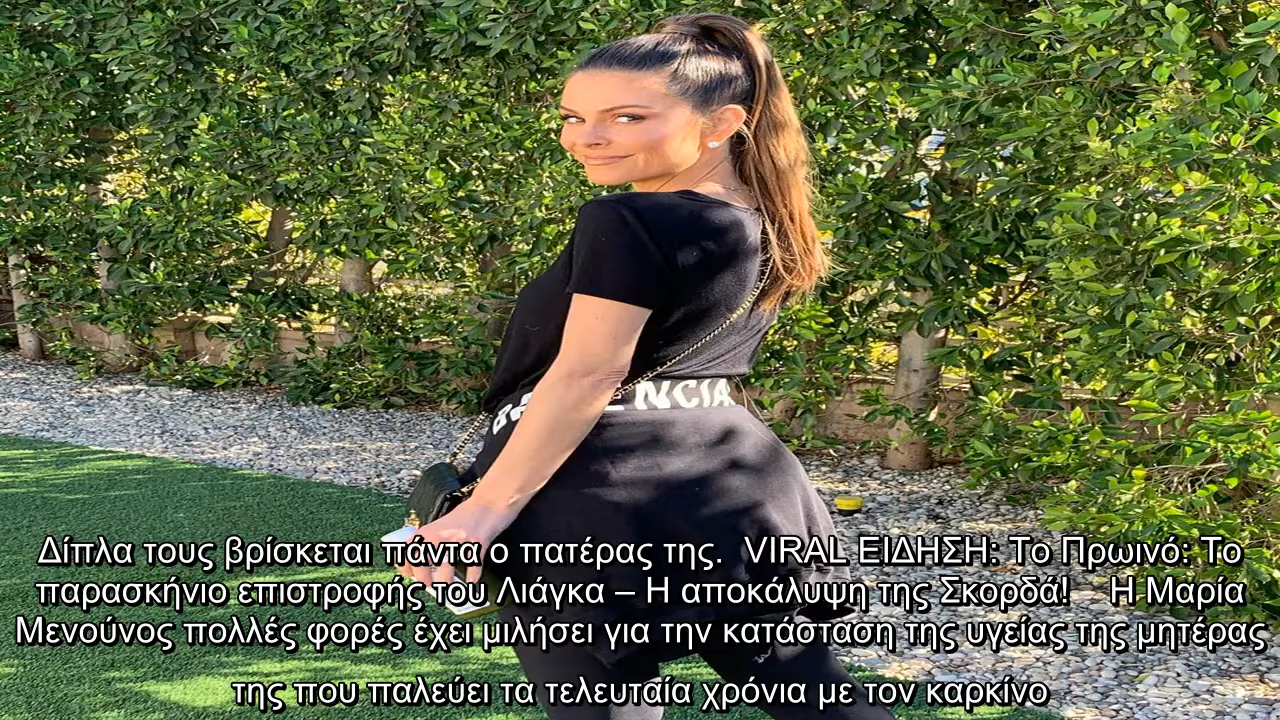 NCIA
Δίπλα τους βρίσκεται πάντα ο πατέρας της.  VIRAL ΕΙΔΗΣΗ: Το Πρωινό: Το
παρασκήνιο επιστροφής του Λιάγκα – Η αποκάλυψη της Σκορδά!    Η Μαρία
Μενούνος πολλές φορές έχει μιλήσει για την κατάσταση της υγείας της μητέρας
της που παλεύει τα τελευταία χρόνια με τον καρκίνο